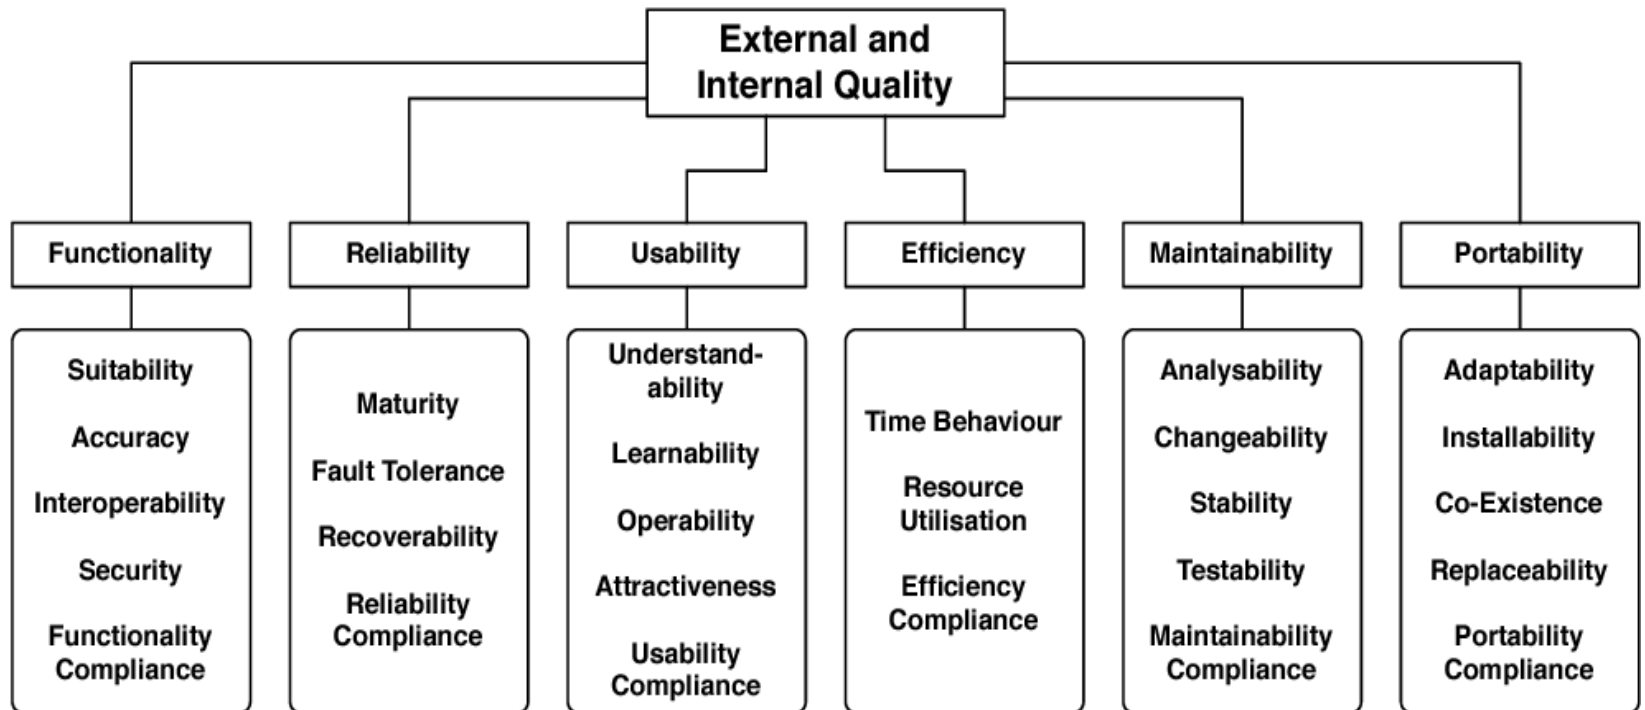 External and
Internal Quality
Functionality
Reliability
Usability
Efficiency
Maintainability
Portability
Suitability
Accuracy
Interoperability
Security
Functionality
Compliance
Maturity
Fault Tolerance
Recoverability
Reliability
Compliance
Understand-
ability
Learnability
Operability
Attractiveness
Usability
Compliance
Time Behaviour
Resource
Utilisation
Efficiency
Compliance
Analysability
Changeability
Stability
Testability
Maintainability
Compliance
Adaptability
Installability
Co-Existence
Replaceability
Portability
Compliance